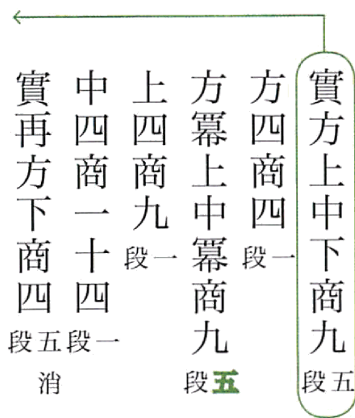 實方上中下商九五段
方四商四一段
方冪上中冪商九五段
上四商九一段
中四商一十四一段
實再方下商四五段消